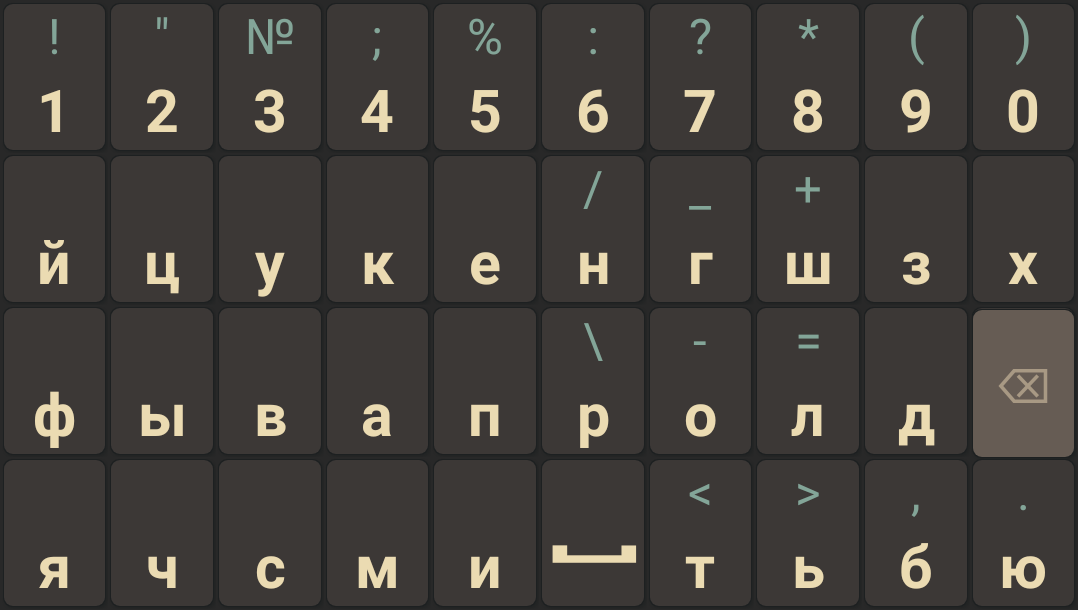 ! " № ; % : ? * ( )
1 2 3 4 5 6 7 8 9 0
/ _ +
й ц у к е н г ш з х
\ - =
ф ы в а п р о л д
< > , .
я ч с м и т ь б ю